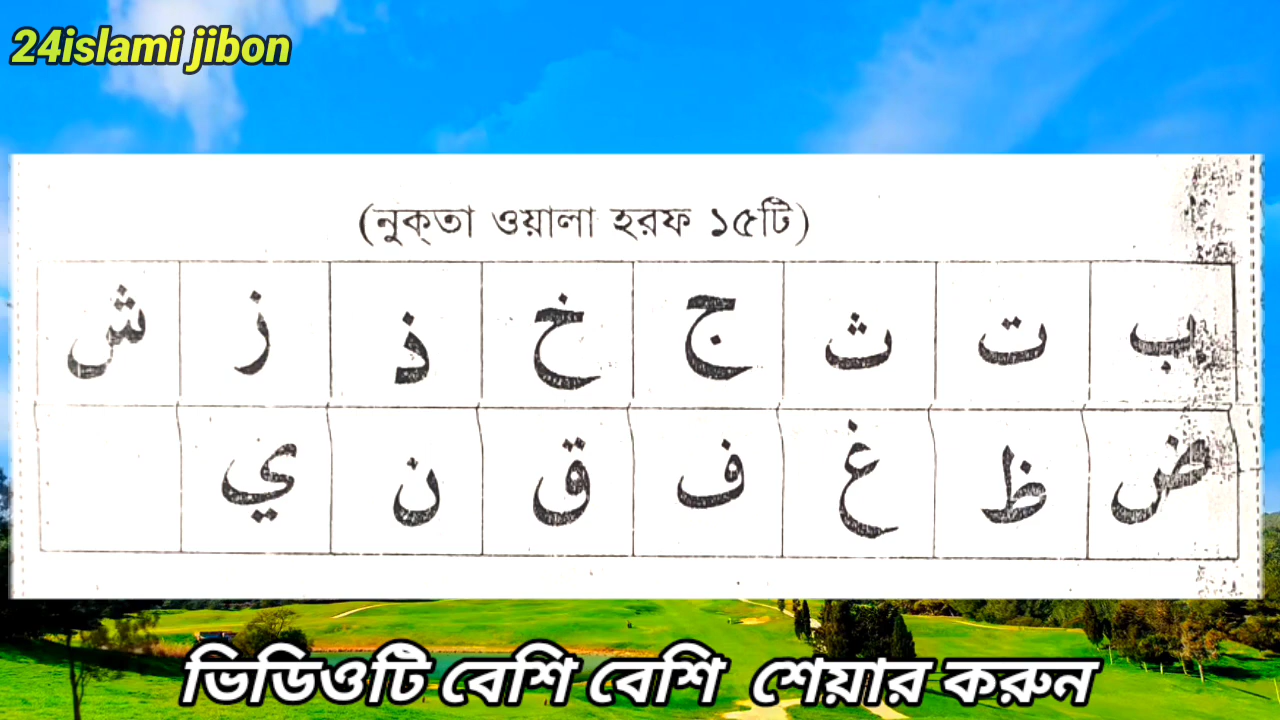 24islami jibon
(নুক্‌তা ওয়ালা হরফ ১৫টি)
ب ت ث ج خ ذ ز ش
ض ظ غ ف ق ن ي
ভিডিওটি বেশি বেশি শেয়ার করুন